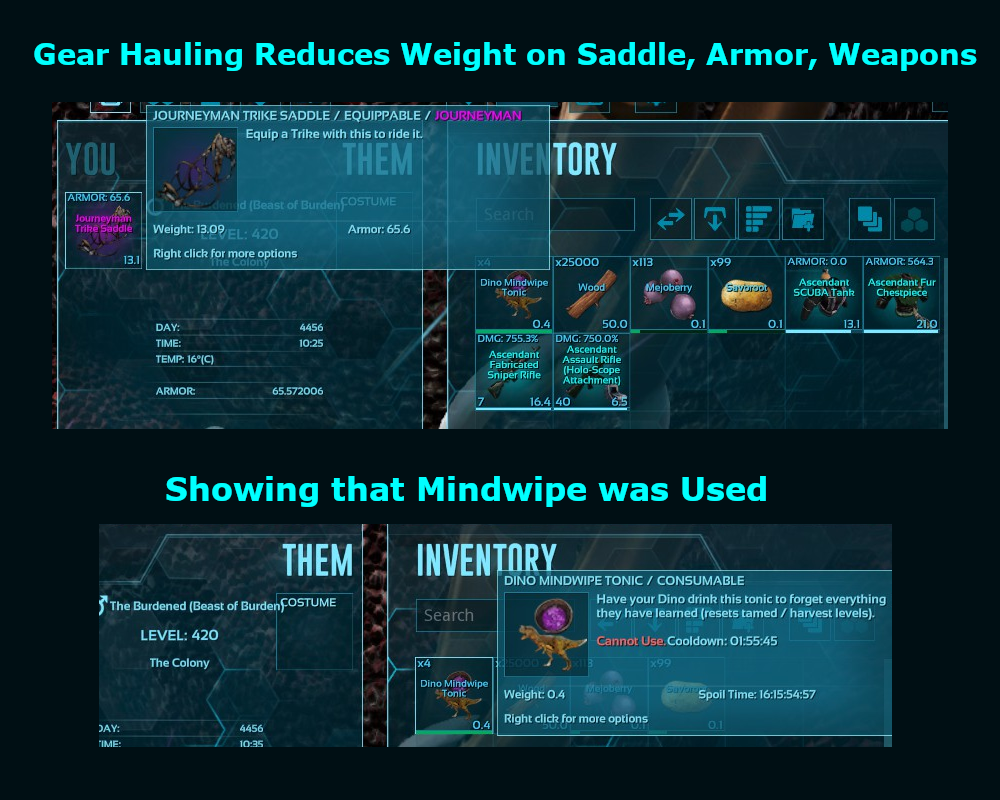 Gear Hauling Reduces Weight on Saddle, Armor, Weapons
JOURNEYMAN TRIKE SADDLE / EQUIPPABLE / JOURNEYMAN
Equip a Trike with this to ride it.
YOU
THEM
INVENTORY
ARMOR: 65.6
Journeyman
Trike Saddle
13.1
Burdened (Beast of Burden)
COSTUME
Weight: 13.09
Armor: 65.6
LEVEL: 420
Right click for more options
The Colony
Search
x4
Dino Mindwipe
Tonic
0.4
x25000
Wood
50.0
x113
Mejoberry
0.1
x99
Savoroot
0.1
ARMOR: 0.0
Ascendant
SCUBA Tank
13.1
ARMOR: 564.3
Ascendant Fur
Chestpiece
21.0
DMG: 755.3%
Ascendant
Fabricated
Sniper Rifle
7
16.4
DMG: 750.0%
Ascendant
Assault Rifle
(Holo-Scope
Attachment)
40
6.5
DAY: 4456
TIME: 10:25
TEMP: 16°(C)
ARMOR: 65.572006
Showing that Mindwipe was Used
THEM
INVENTORY
♂ The Burdened (Beast of Burden)
COSTUME
LEVEL: 420
The Colony
DAY: 4456
TIME: 10:35
Search
DINO MINDWIPE TONIC / CONSUMABLE
Have your Dino drink this tonic to forget everything
they have learned (resets tamed / harvest levels).
Cannot Use. Cooldown: 01:55:45
x4
Dino Mindwipe
Tonic
0.4
x25000
x113
x99
Mejoberry
Weight: 0.4
Spoil Time: 16:15:54:57
Right click for more options
50.0
0.1